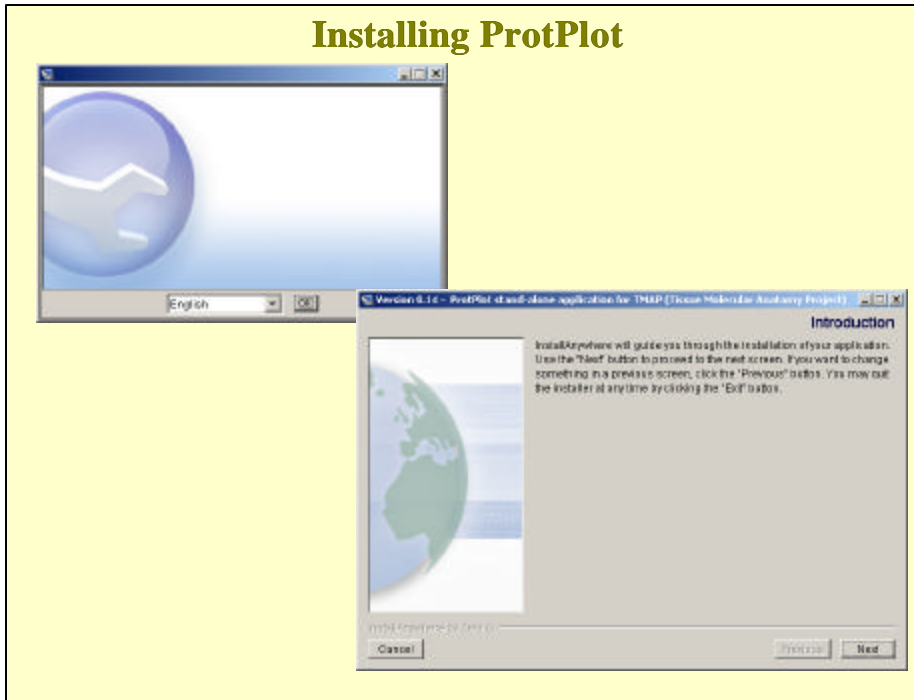 Installing ProtPlot
English
OK
Version 0.1d - ProtPlot stand-alone application for TMAP (Tissue Molecular Anatomy Project)
Introduction
InstallAnywhere will guide you through the installation of your application.
Use the "Next" button to proceed to the next screen. If you want to change
something in a previous screen, click the "Previous" button. You may quit
the installer at any time by clicking the "Exit" button.
Cancel
Previous
Next